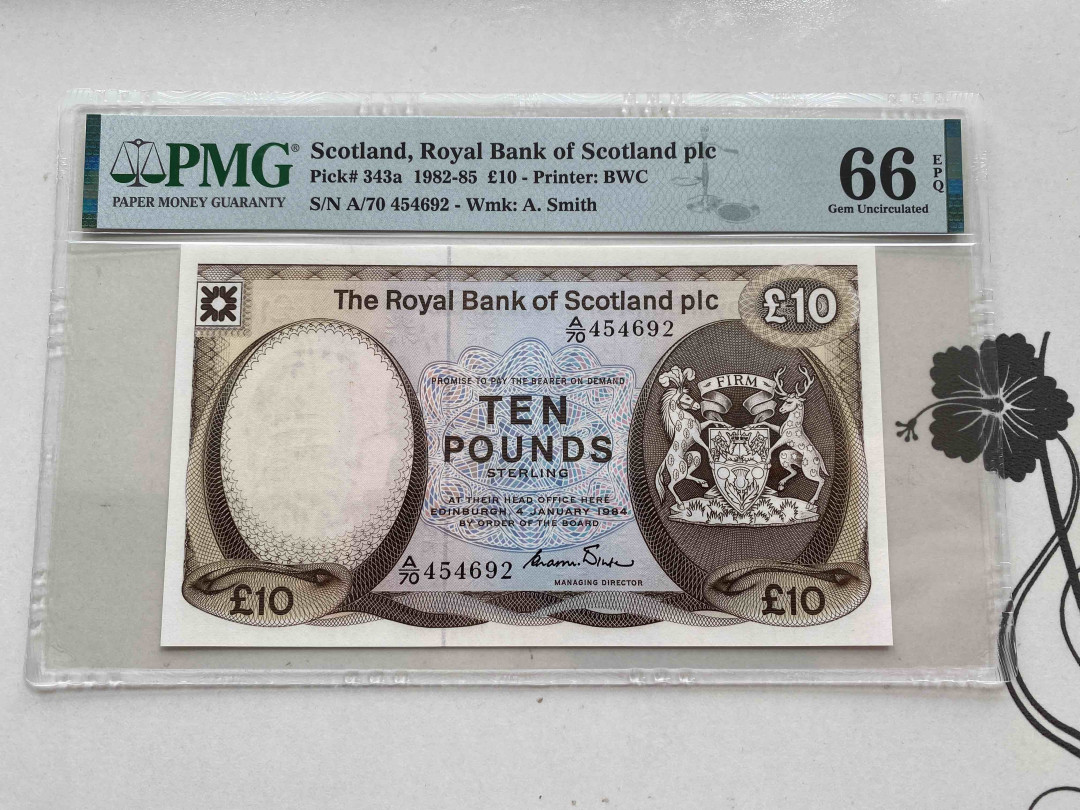 PMG®
PAPER MONEY GUARANTY
Scotland, Royal Bank of Scotland plc
Pick# 343a 1982-85 £10 - Printer: BWC
S/N A/70 454692 - Wmk: A. Smith
66 EPQ
Gem Uncirculated
The Royal Bank of Scotland plc
£10
A/70 454692
PROMISE TO PAY THE BEARER ON DEMAND
TEN
POUNDS
STERLING
AT THEIR HEAD OFFICE HERE
EDINBURGH, 4 JANUARY 1984
BY ORDER OF THE BOARD
FIRM
A/70 454692
MANAGING DIRECTOR
£10
£10